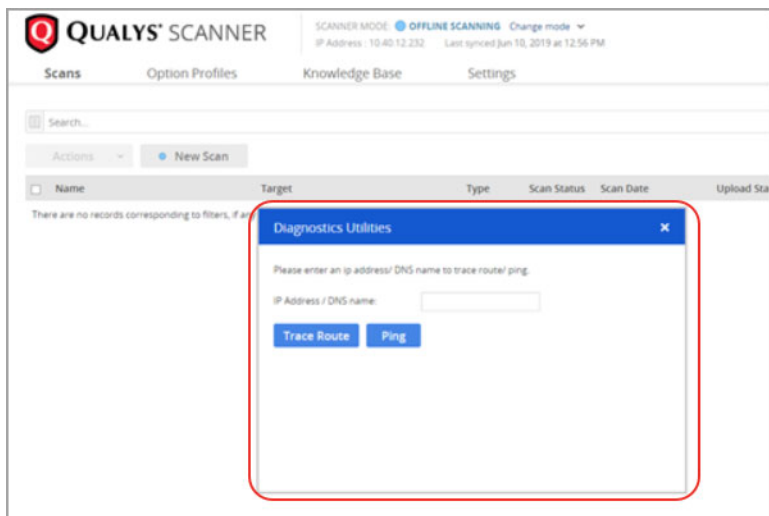 QUALYS' SCANNER
SCANNER MODE: OFFLINE SCANNING Change mode
IP Address : 10.40.12.232 Last synced Jun 10, 2019 at 12:56 PM
Scans Option Profiles Knowledge Base Settings
Search...
Actions New Scan
Name Target Type Scan Status Scan Date Upload Sta
There are no records corresponding to filters, if any
Diagnostics Utilities
Please enter an ip address/ DNS name to trace route/ ping.
IP Address / DNS name:
Trace Route Ping